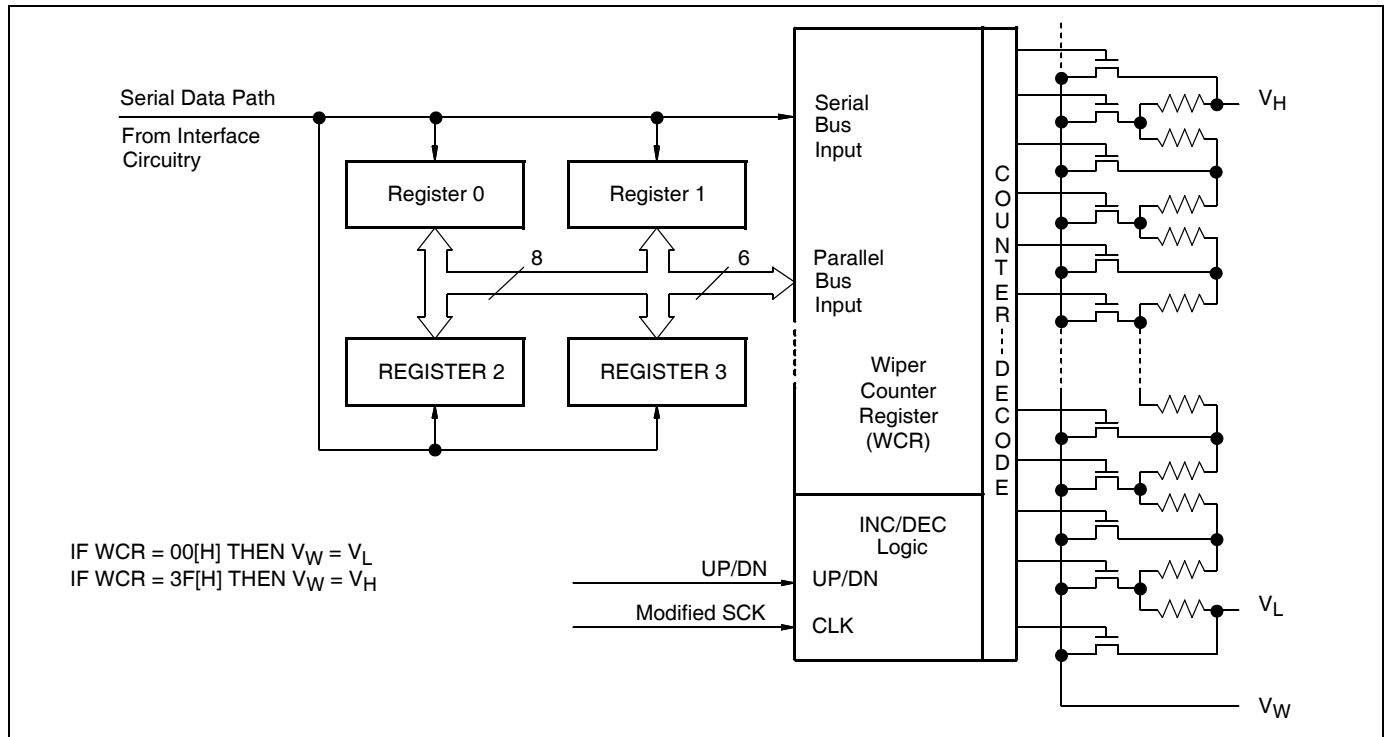 Serial Data Path
From Interface
Circuitry
Register 0
Register 1
8
6
REGISTER 2
REGISTER 3
Serial
Bus
Input
Parallel
Bus
Input
Wiper
Counter
Register
(WCR)
INC/DEC
Logic
UP/DN
UP/DN
Modified SCK
CLK
COUNTER
DECODE
IF WCR = 00[H] THEN VW = VL
IF WCR = 3F[H] THEN VW = VH
VH
VL
VW